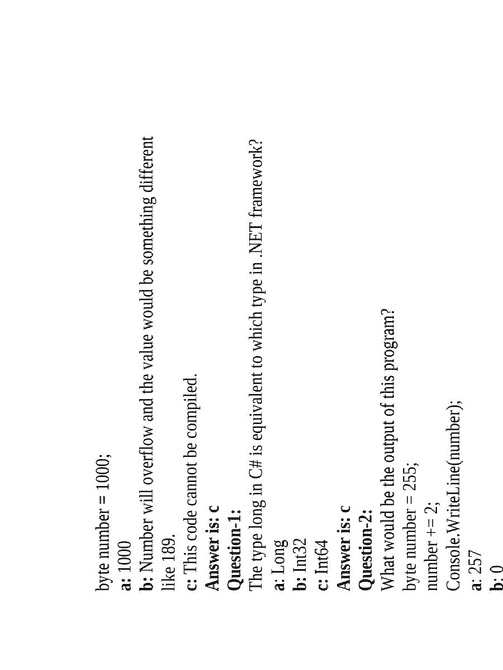 byte number = 1000;
a: 1000
b: Number will overflow and the value would be something different
like 189.
c: This code cannot be compiled.
Answer is: c
Question-1:
The type long in C# is equivalent to which type in .NET framework?
a: Long
b: Int32
c: Int64
Answer is: c
Question-2:
What would be the output of this program?
byte number = 255;
number += 2;
Console.WriteLine(number);
a: 257
b: 0